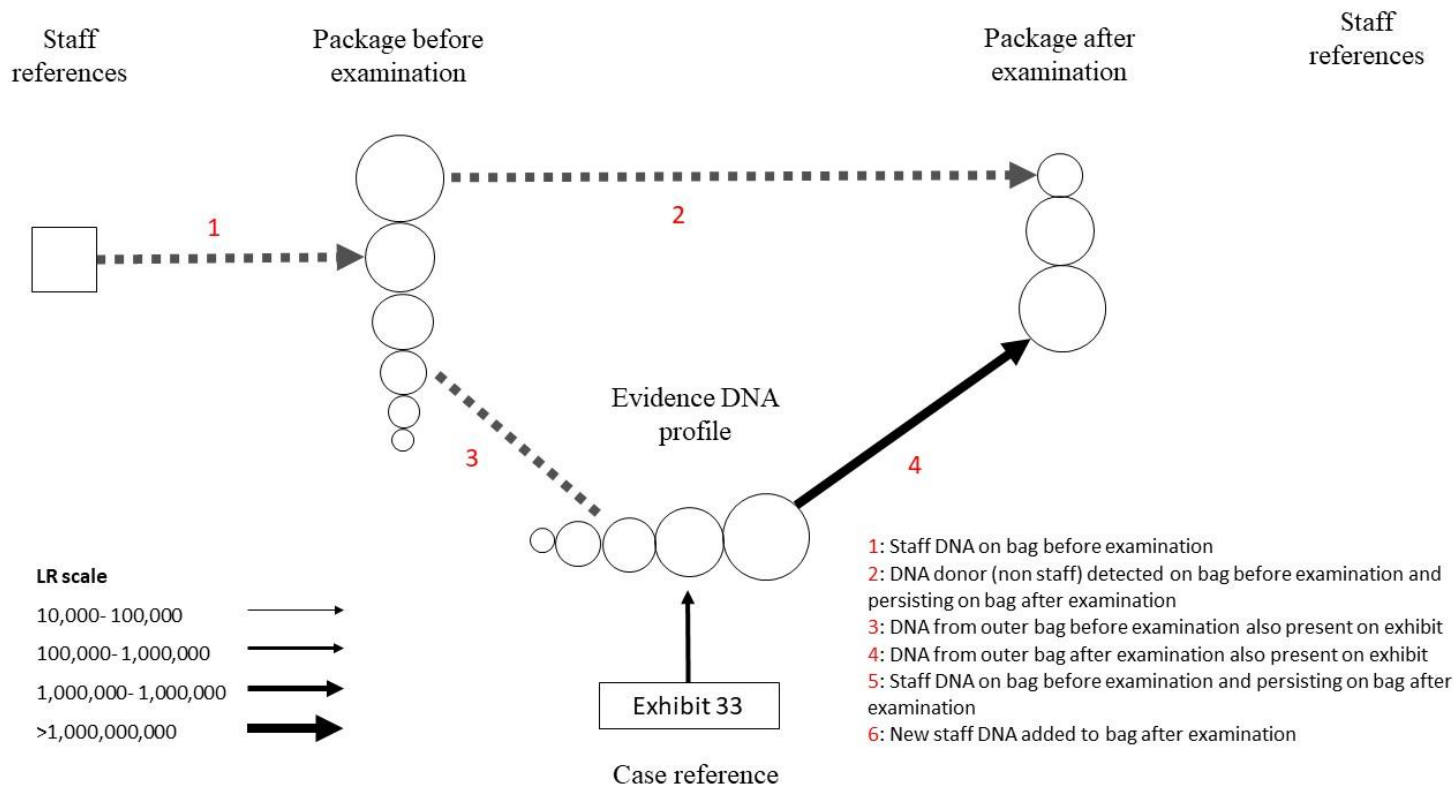 Staff
references
Package before
examination
Package after
examination
Staff
references
1
2
3
Evidence DNA
profile
4
LR scale
10,000- 100,000
100,000- 1,000,000
1,000,000- 1,000,000
>1,000,000,000
Exhibit 33
Case reference
1: Staff DNA on bag before examination
2: DNA donor (non staff) detected on bag before examination and
persisting on bag after examination
3: DNA from outer bag before examination also present on exhibit
4: DNA from outer bag after examination also present on exhibit
5: Staff DNA on bag before examination and persisting on bag after
examination
6: New staff DNA added to bag after examination